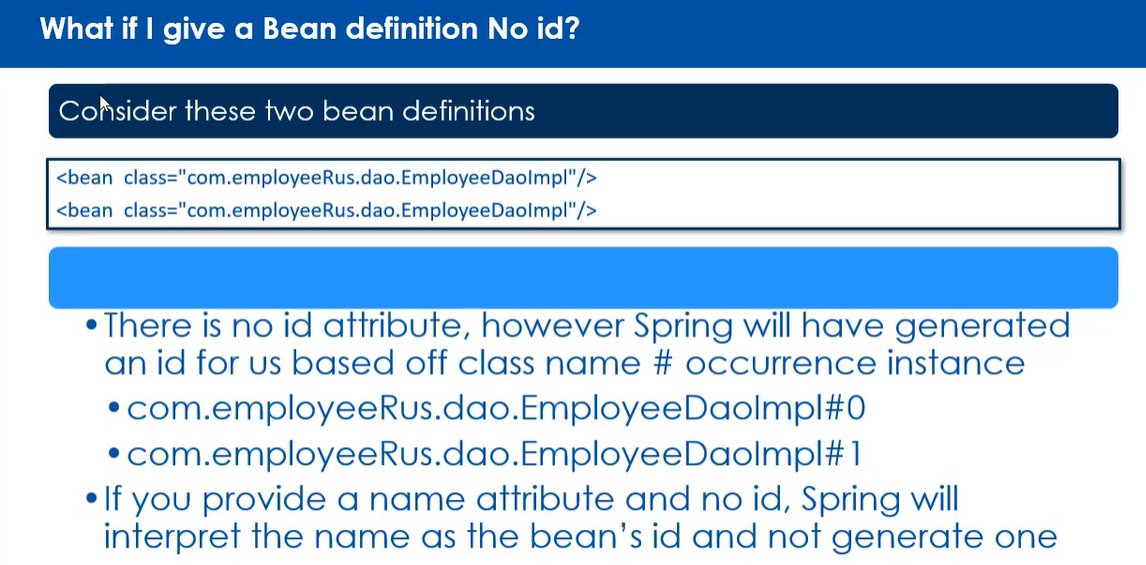 What if I give a Bean definition No id?
Consider these two bean definitions
<bean  class="com.employeeRus.dao.EmployeeDaoImpl"/>
<bean  class="com.employeeRus.dao.EmployeeDaoImpl"/>
•There is no id attribute, however Spring will have generated
an id for us based off class name # occurrence instance
•com.employeeRus.dao.EmployeeDaoImpl#0
•com.employeeRus.dao.EmployeeDaoImpl#1
•If you provide a name attribute and no id, Spring will
interpret the name as the bean’s id and not generate one